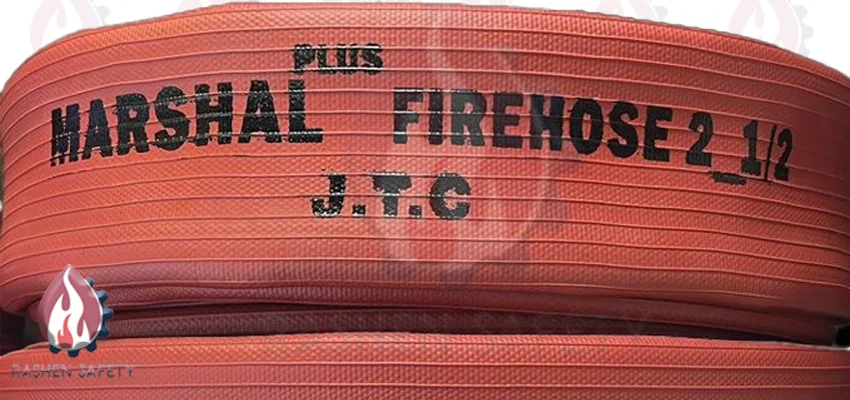 PLUS
MARSHAL FIREHOSE 2_1/2
J.T.C
RASHEN SAFETY